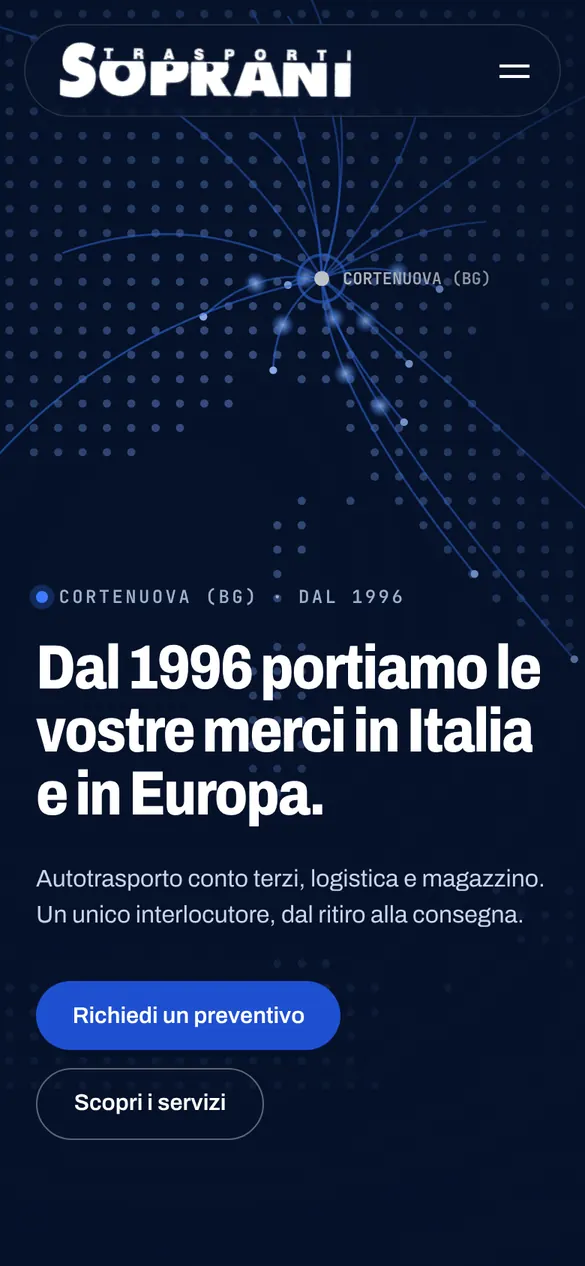 TRASPORTI
SOPRANI
CORTENUOVA (BG)
CORTENUOVA (BG) · DAL 1996
Dal 1996 portiamo le
vostre merci in Italia
e in Europa.
Autotrasporto conto terzi, logistica e magazzino.
Un unico interlocutore, dal ritiro alla consegna.
Richiedi un preventivo
Scopri i servizi